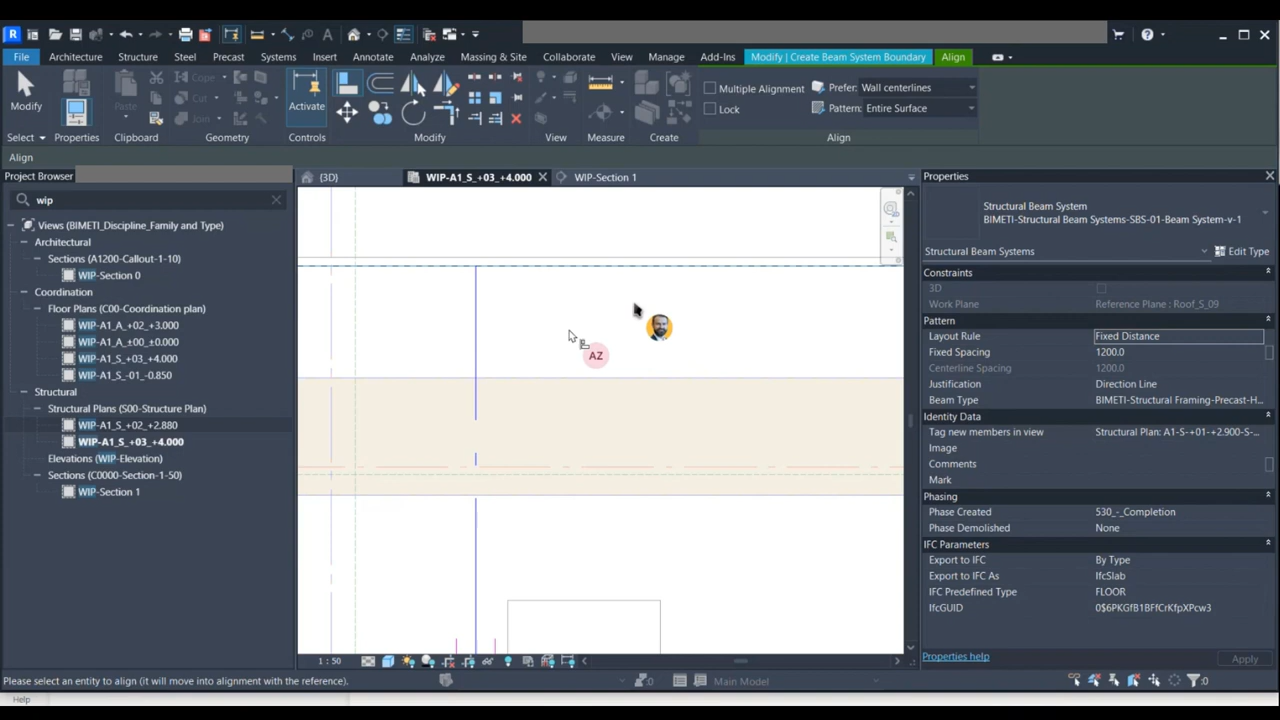 File Architecture Structure Steel Precast Systems Insert Annotate Analyze Massing & Site Collaborate View Manage Add-Ins Modify | Create Beam System Boundary Align
Modify
Paste
Cope
Cut
Join
Activate
Multiple Alignment
Lock
Prefer: Wall centerlines
Pattern: Entire Surface
Select Properties Clipboard Geometry Controls Modify View Measure Create Align
Align
Project Browser
wip
Views (BIMETI_Discipline_Family and Type)
Architectural
Sections (A1200-Callout-1-10)
WIP-Section 0
Coordination
Floor Plans (C00-Coordination plan)
WIP-A1_A_+02_+3.000
WIP-A1_A_+00_±0.000
WIP-A1_S_+03_+4.000
WIP-A1_S_-01_-0.850
Structural
Structural Plans (S00-Structure Plan)
WIP-A1_S_+02_+2.880
WIP-A1_S_+03_+4.000
Elevations (WIP-Elevation)
Sections (C0000-Section-1-50)
WIP-Section 1
(3D) WIP-A1_S_+03_+4.000 WIP-Section 1
AZ
1 : 50
Properties
Structural Beam System
BIMETI-Structural Beam Systems-SBS-01-Beam System-v-1
Structural Beam Systems Edit Type
Constraints
3D
Work Plane Reference Plane : Roof_S_09
Pattern
Layout Rule Fixed Distance
Fixed Spacing 1200.0
Centerline Spacing 1200.0
Justification Direction Line
Beam Type BIMETI-Structural Framing-Precast-H...
Identity Data
Tag new members in view Structural Plan: A1-S-+01-+2.900-S-...
Image
Comments
Mark
Phasing
Phase Created 530_-_Completion
Phase Demolished None
IFC Parameters
Export to IFC By Type
Export to IFC As IfcSlab
IFC Predefined Type FLOOR
IfcGUID 0$6PKGfB1BFfCrKfpXPcw3
Properties help Apply
Please select an entity to align (it will move into alignment with the reference). :0 Main Model :0
Help